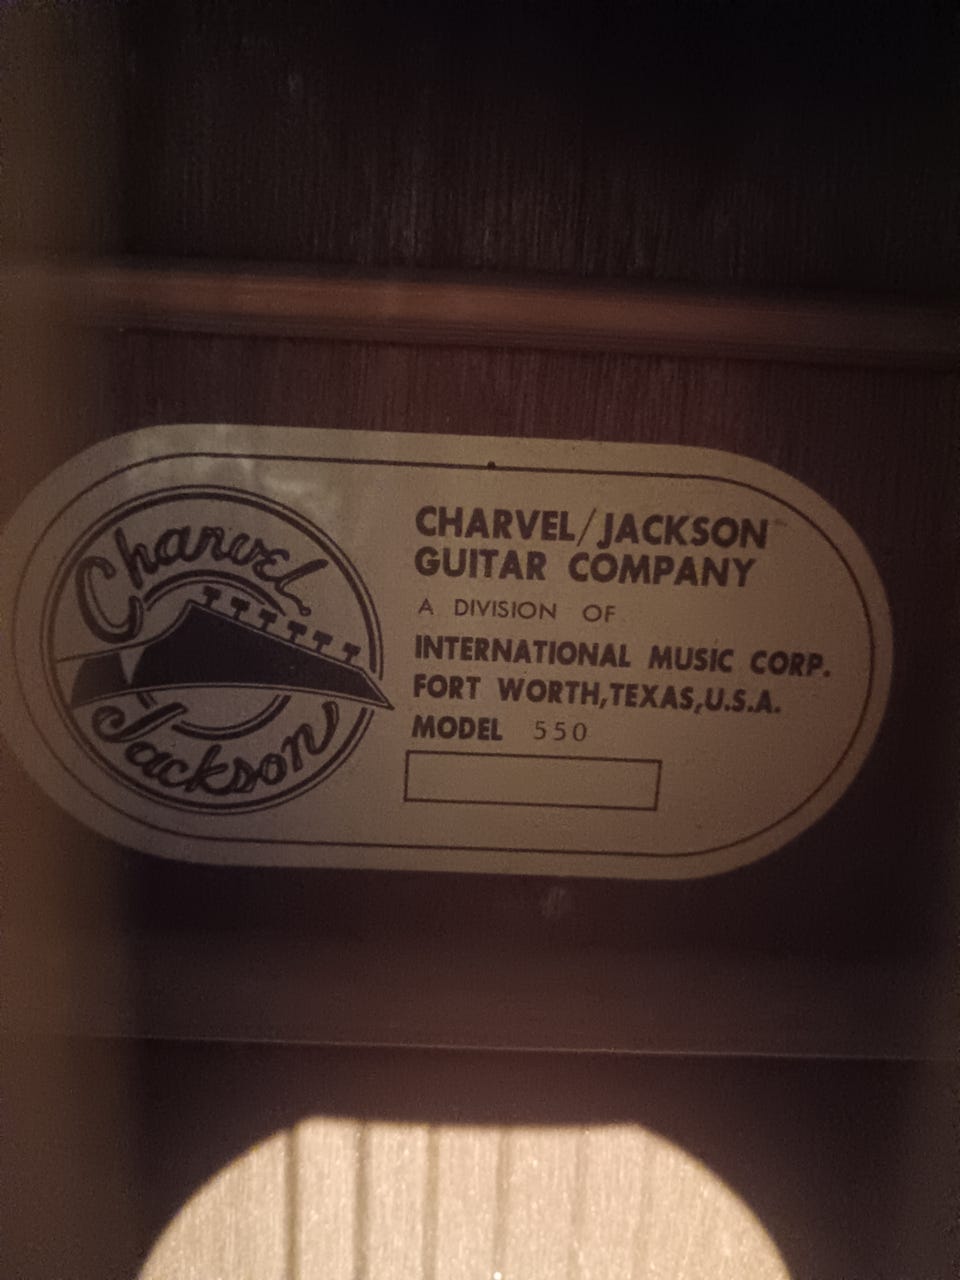 Charvel
Jackson
CHARVEL/JACKSON
GUITAR COMPANY
A DIVISION OF
INTERNATIONAL MUSIC CORP.
FORT WORTH,TEXAS,U.S.A.
MODEL 550